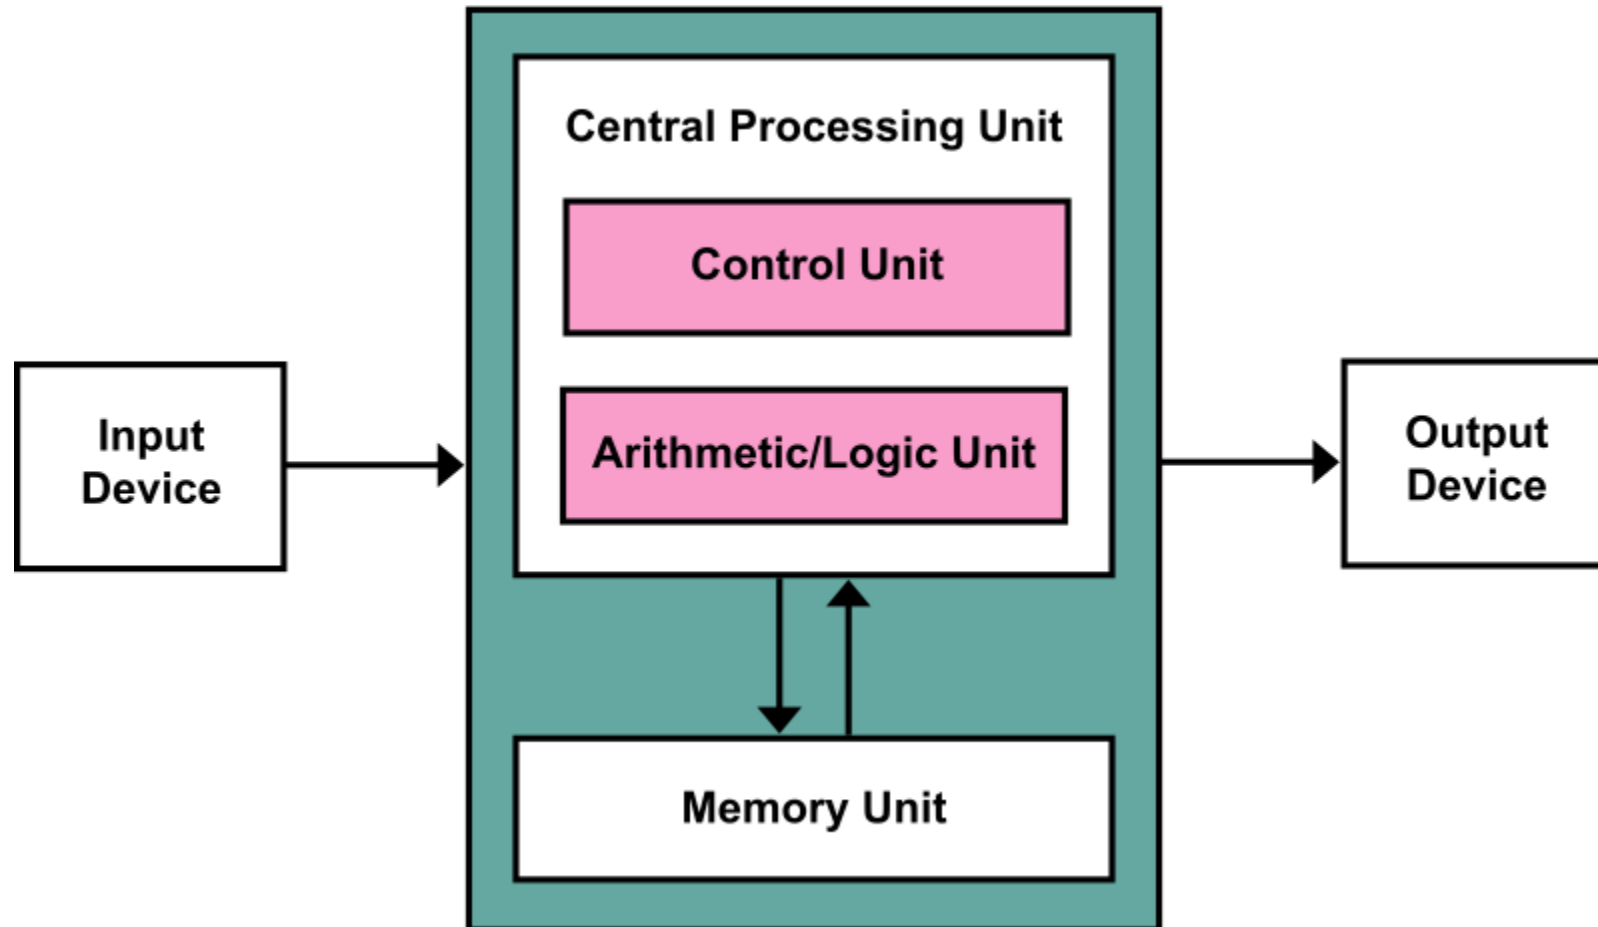 Central Processing Unit
Control Unit
Arithmetic/Logic Unit
Input
Device
Output
Device
Memory Unit